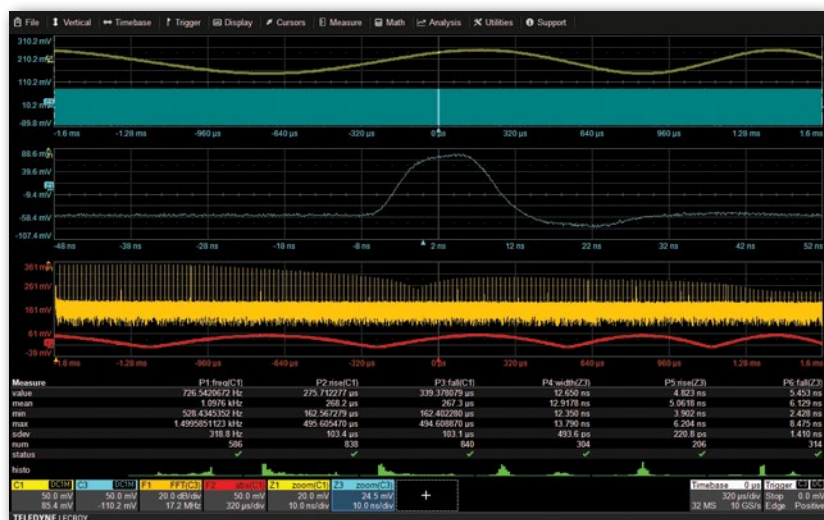 File Vertical Timebase Trigger Display Cursors Measure Math Analysis Utilities Support
310.2 mV
210.2 mV
110.2 mV
10.2 mV
-89.8 mV
-1.6 ms -1.28 ms -960 µs -640 µs -320 µs 0 µs 320 µs 640 µs 960 µs 1.28 ms 1.6 ms
88.6 mV
39.6 mV
-9.4 mV
-58.4 mV
-107.4 mV
-48 ns -38 ns -28 ns -18 ns -8 ns 2 ns 12 ns 22 ns 32 ns 42 ns 52 ns
361 mV
261 mV
161 mV
61 mV
-39 mV
-1.6 ms -1.28 ms -960 µs -640 µs -320 µs 0 µs 320 µs 640 µs 960 µs 1.28 ms 1.6 ms
Measure P1:freq(C1) P2:rise(C1) P3:fall(C1) P4:width(Z3) P5:rise(Z3) P6:fall(Z3)
value 726.5420672 Hz 275.712277 µs 339.378079 µs 12.650 ns 4.823 ns 5.453 ns
mean 1.0976 kHz 268.2 µs 267.3 µs 12.9178 ns 5.0618 ns 6.129 ns
min 528.4345352 Hz 162.567279 µs 162.402280 µs 12.350 ns 3.902 ns 2.428 ns
max 1.4995851123 kHz 495.605470 µs 494.608870 µs 13.790 ns 6.204 ns 8.475 ns
sdev 318.8 Hz 103.4 µs 103.1 µs 493.6 ps 220.8 ps 1.410 ns
num 586 838 840 304 206 314
status
histo
C1 DC1M C3 DC1M F1 FFT(C3) F2 abs(C1) Z1 zoom(C1) Z3 zoom(C3) Timebase 0 µs Trigger C3 DC
50.0 mV 50.0 mV 20.0 dB/div 50.0 mV 20.0 mV 24.5 mV + 320 µs/div Stop 0.0 mV
85.4 mV -110.2 mV 17.2 MHz 320 µs/div 10.0 ns/div 10.0 ns/div 32 MS 10 GS/s Edge Positive
TELEDYNE LECROY